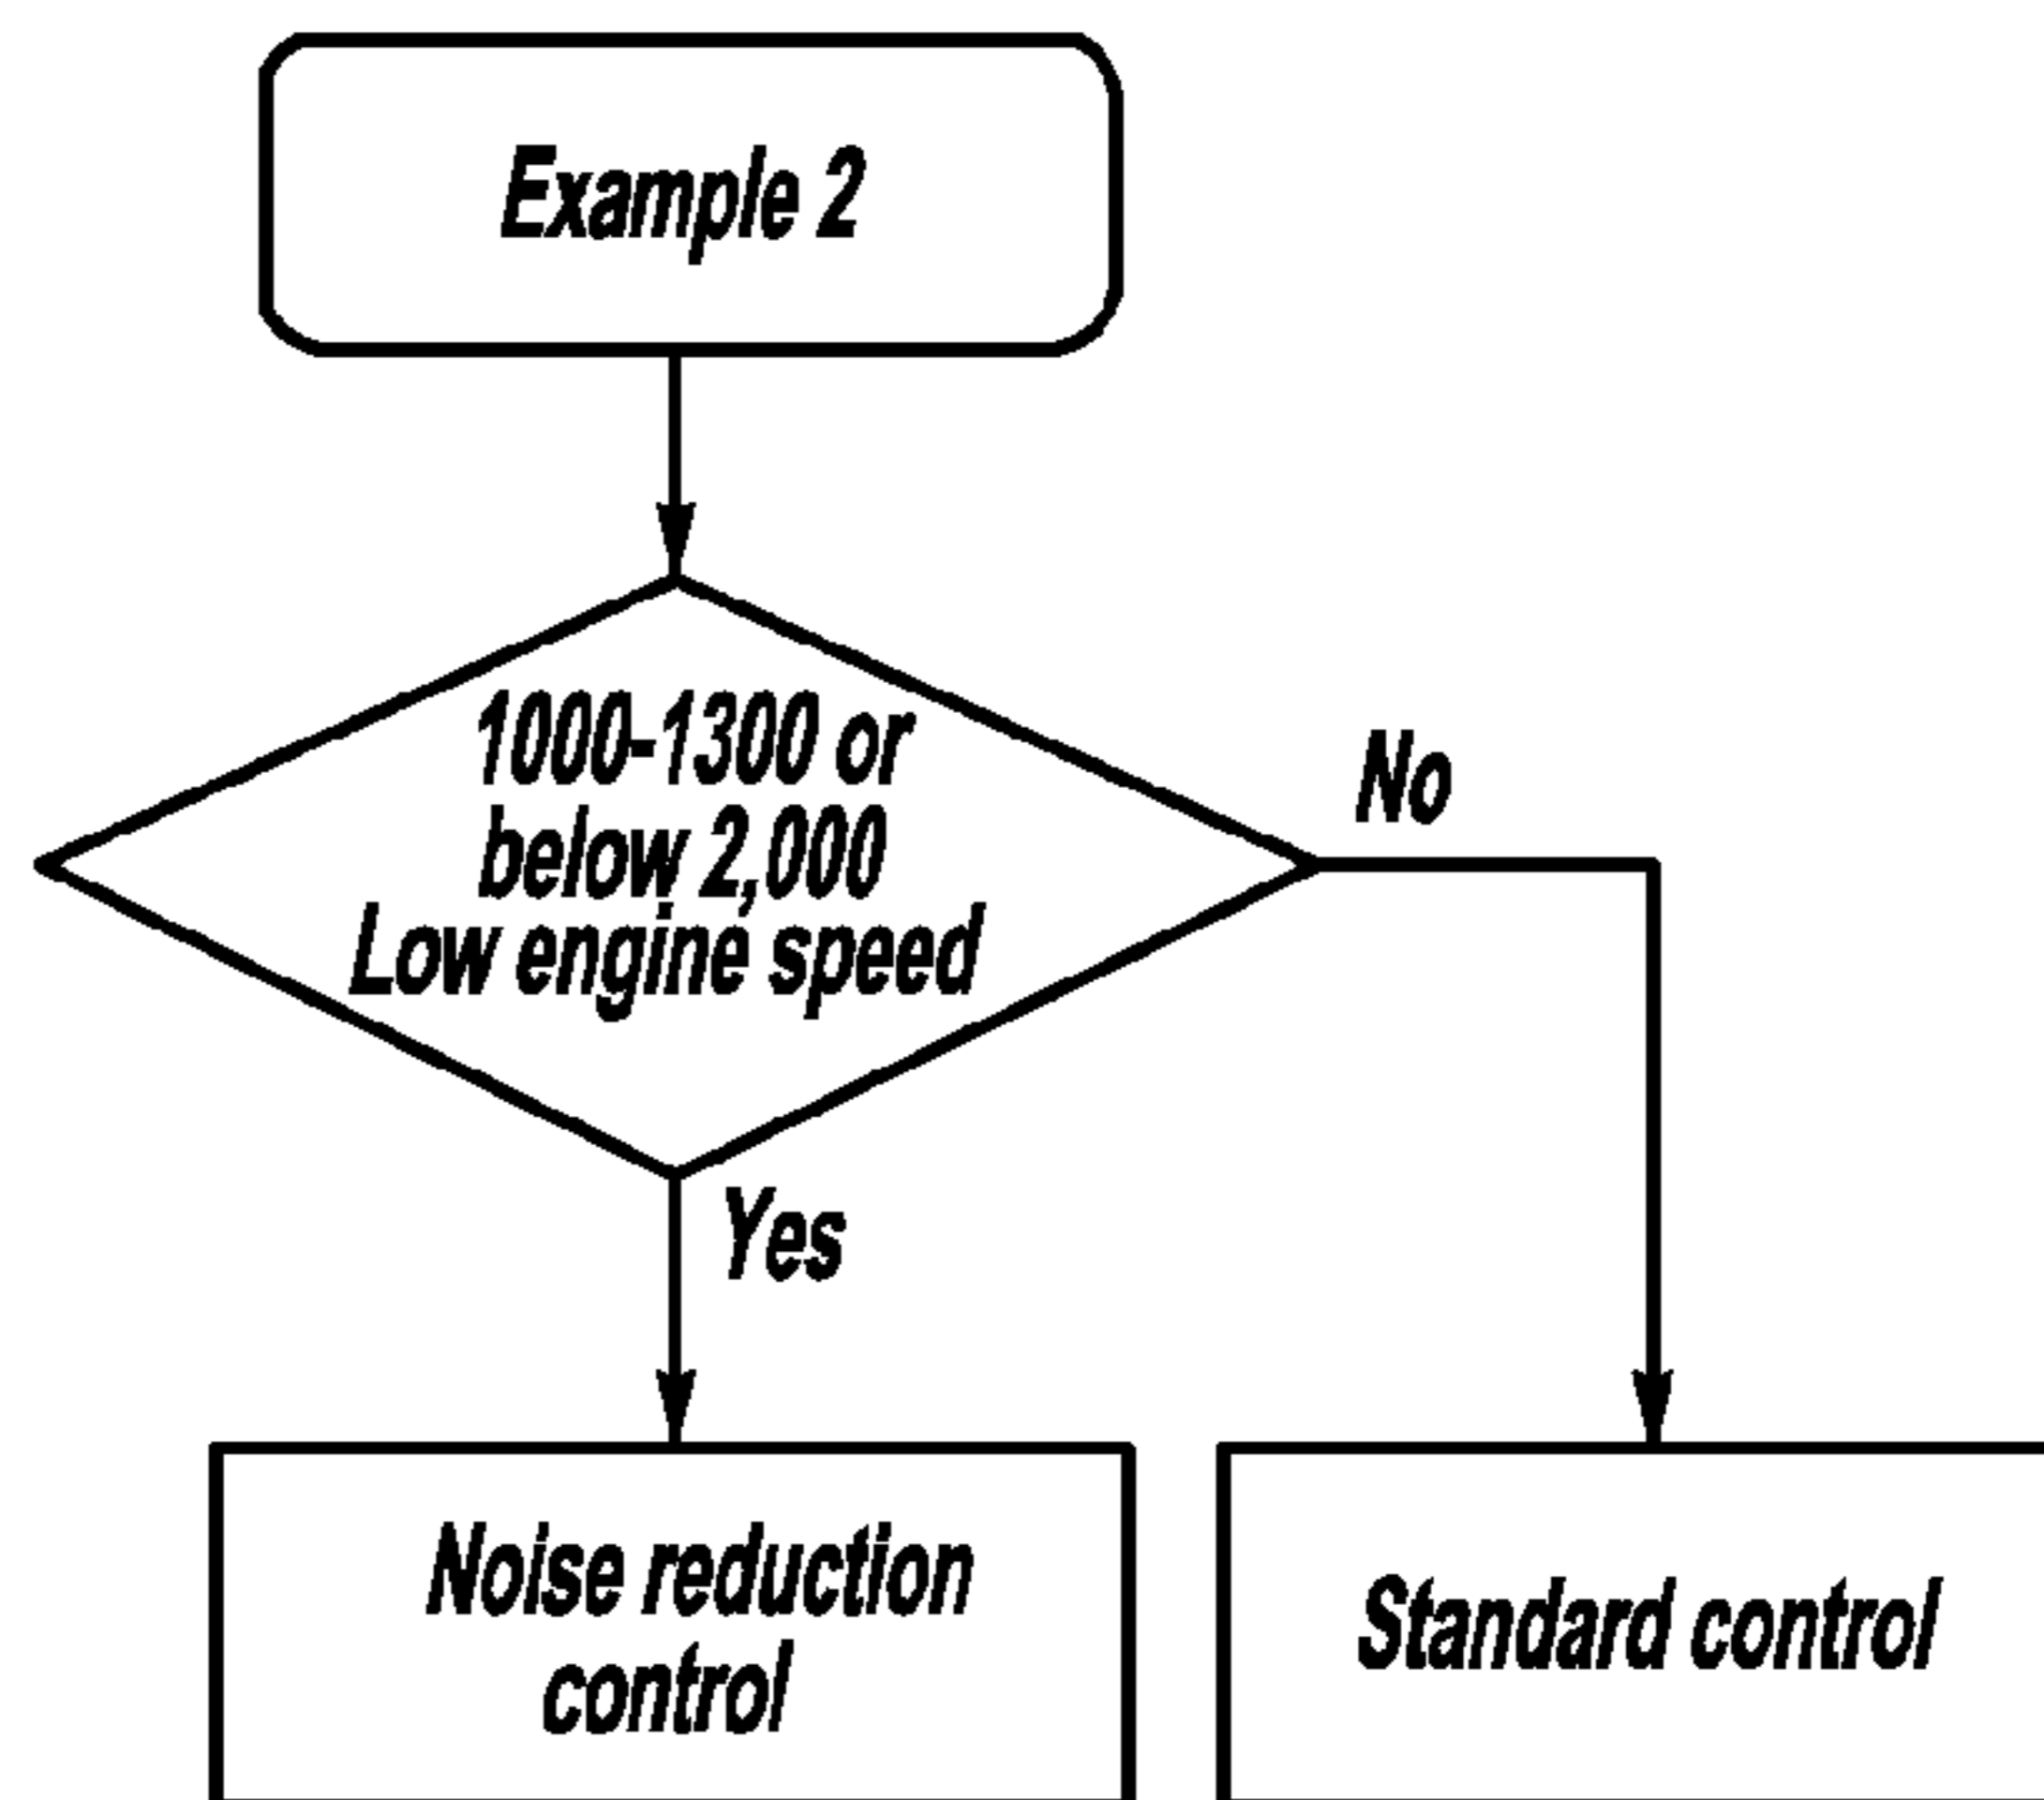 Example 2
1000-1300 or
below 2,000
Low engine speed
No
Yes
Noise reduction
control
Standard control